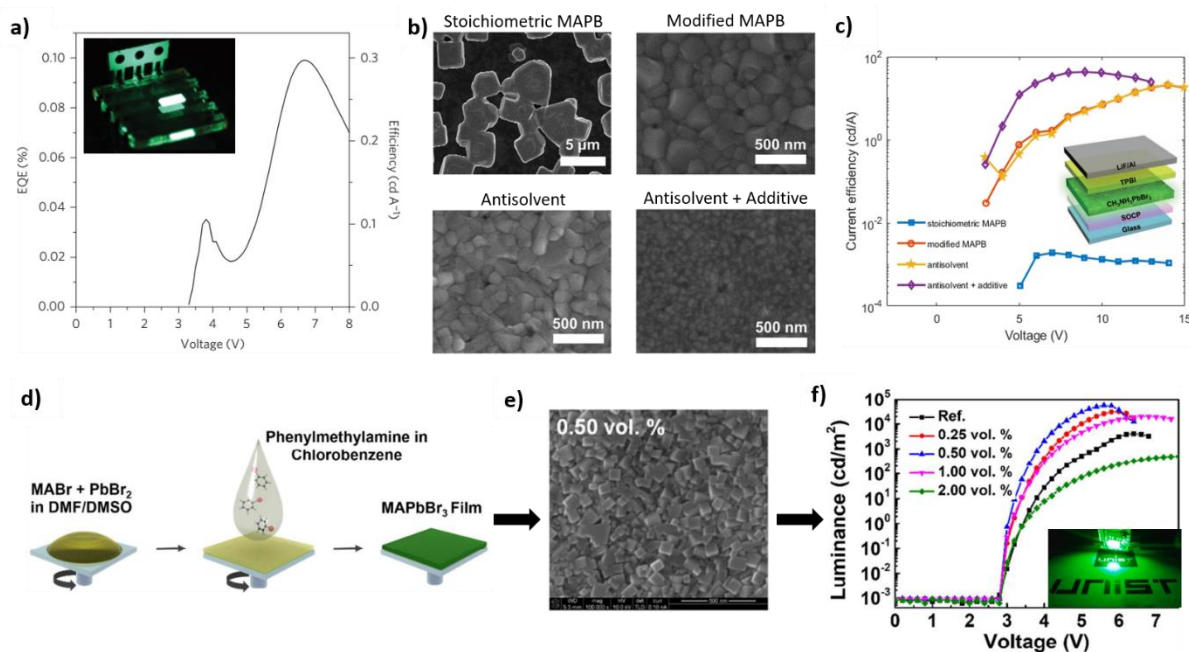 a)
0.10
0.08
0.06
0.04
0.02
0.00
EQE (%)
0.3
0.2
0.1
0.0
Efficiency (cd A⁻¹)
0 1 2 3 4 5 6 7 8
Voltage (V)
b)
Stoichiometric MAPB
5 µm
Modified MAPB
500 nm
Antisolvent
500 nm
Antisolvent + Additive
500 nm
c)
10²
10⁰
10⁻²
10⁻⁴
Current efficiency (cd/A)
LiF/Al
TPBI
CH₃NH₃PbBr₃
SOCP
Glass
stoichiometric MAPB
modified MAPB
antisolvent
antisolvent + additive
0 5 10 15
Voltage (V)
d)
MABr + PbBr₂
in DMF/DMSO
Phenylmethylamine in
Chlorobenzene
MAPbBr₃ Film
e)
0.50 vol. %
f)
10⁵
10⁴
10³
10²
10¹
10⁰
10⁻¹
10⁻²
10⁻³
Luminance (cd/m²)
Ref.
0.25 vol. %
0.50 vol. %
1.00 vol. %
2.00 vol. %
0 1 2 3 4 5 6 7
Voltage (V)